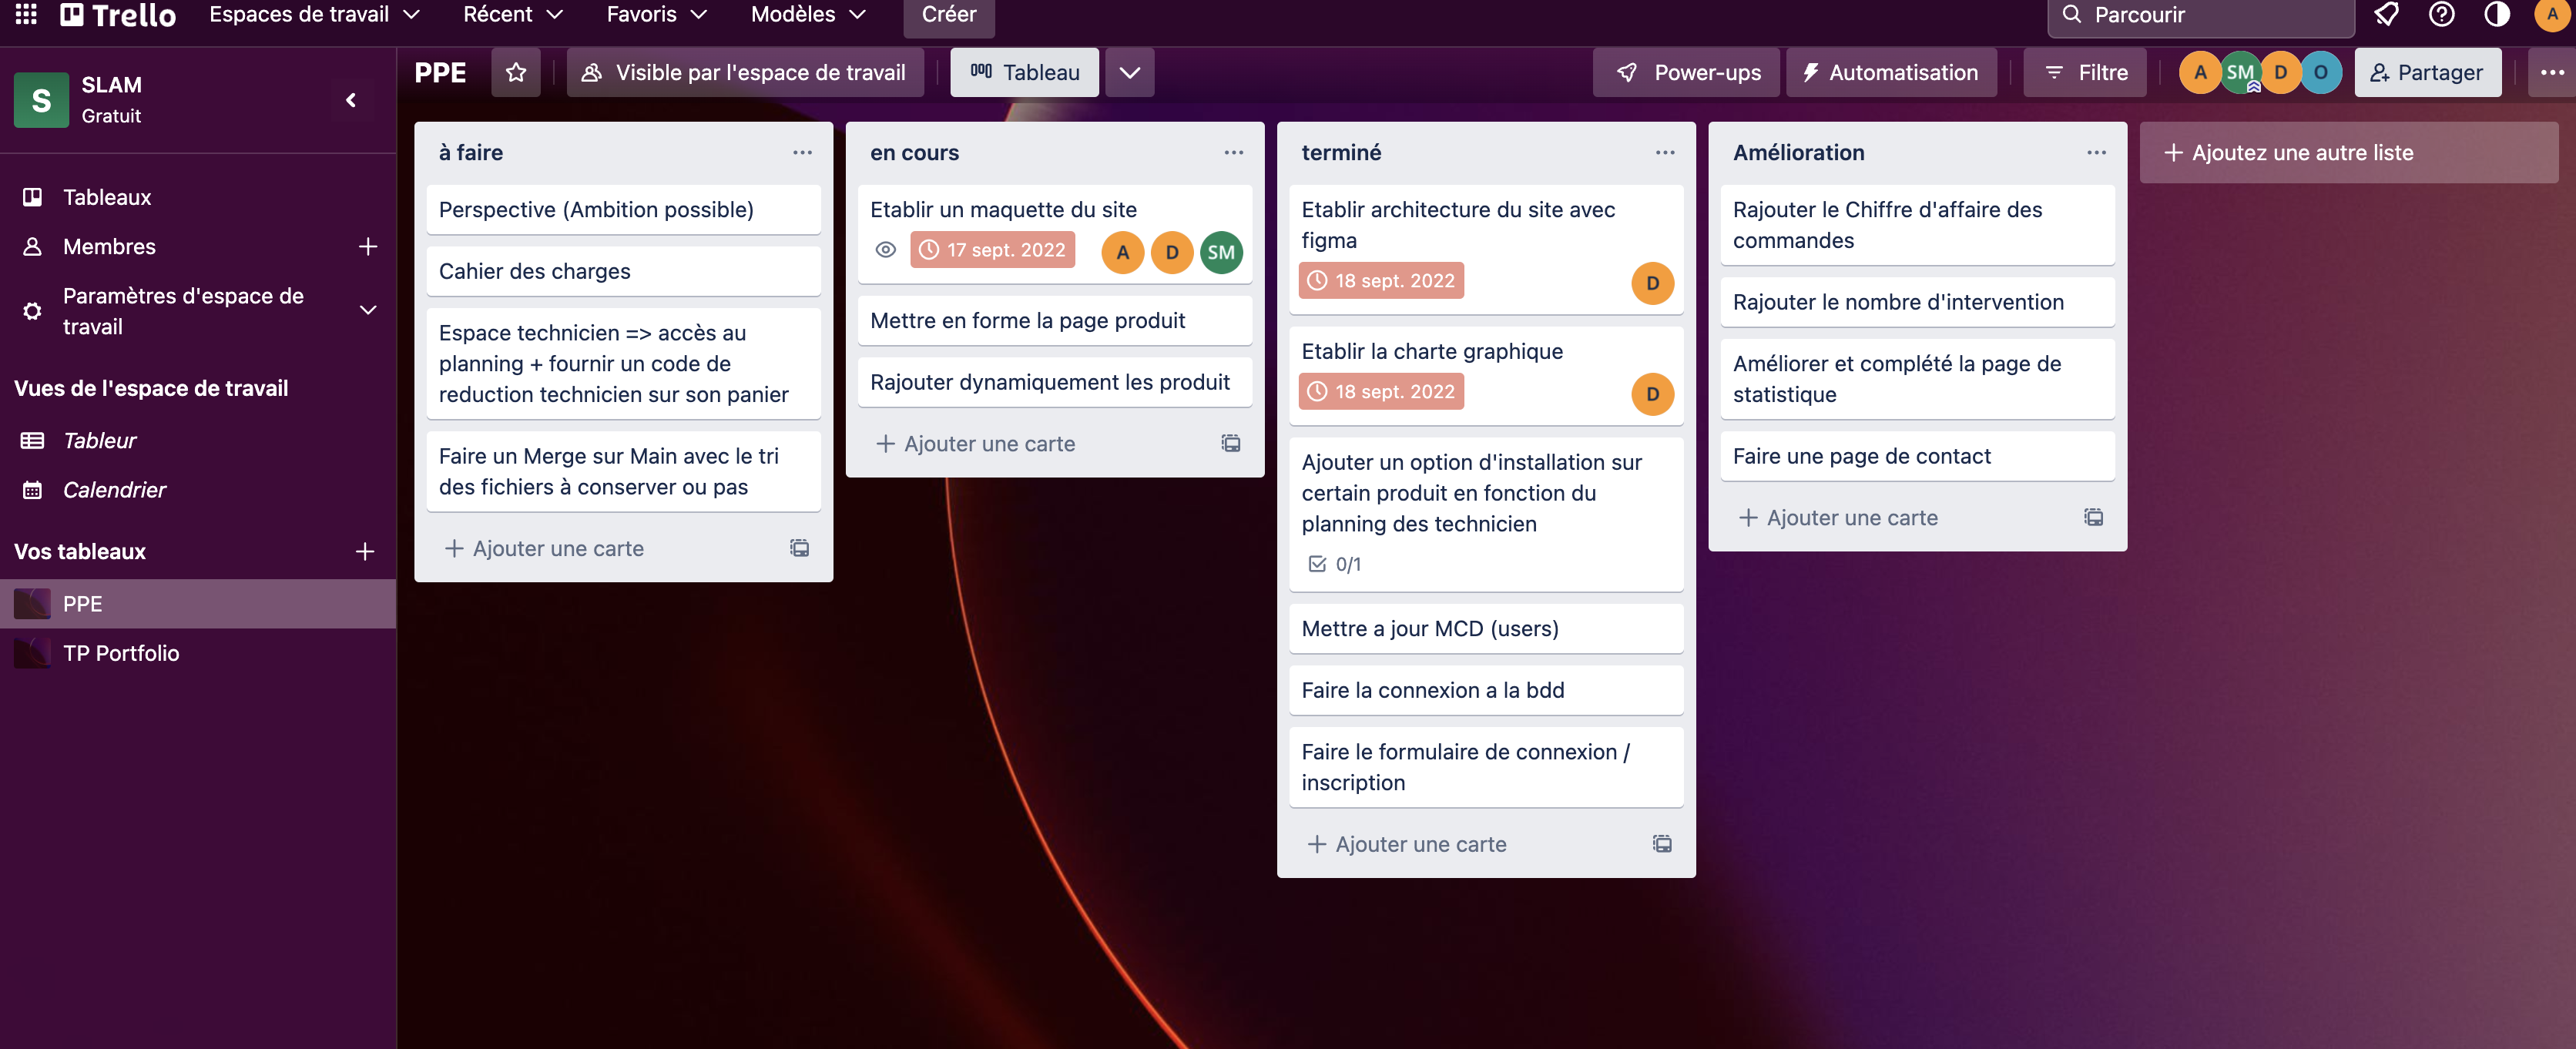 Trello
Espaces de travail
Récent
Favoris
Modèles
Créer
Parcourir
A
S
SLAM
Gratuit
PPE
Visible par l'espace de travail
Tableau
Power-ups
Automatisation
Filtre
A
SM
D
O
Partager
Tableaux
Membres
Paramètres d'espace de
travail
Vues de l'espace de travail
Tableur
Calendrier
Vos tableaux
PPE
TP Portfolio
à faire
Perspective (Ambition possible)
Cahier des charges
Espace technicien => accès au
planning + fournir un code de
reduction technicien sur son panier
Faire un Merge sur Main avec le tri
des fichiers à conserver ou pas
+ Ajouter une carte
en cours
Etablir un maquette du site
17 sept. 2022
A
D
SM
Mettre en forme la page produit
Rajouter dynamiquement les produit
+ Ajouter une carte
terminé
Etablir architecture du site avec
figma
18 sept. 2022
D
Etablir la charte graphique
18 sept. 2022
D
Ajouter un option d'installation sur
certain produit en fonction du
planning des technicien
0/1
Mettre a jour MCD (users)
Faire la connexion a la bdd
Faire le formulaire de connexion /
inscription
+ Ajouter une carte
Amélioration
Rajouter le Chiffre d'affaire des
commandes
Rajouter le nombre d'intervention
Améliorer et complété la page de
statistique
Faire une page de contact
+ Ajouter une carte
+ Ajoutez une autre liste